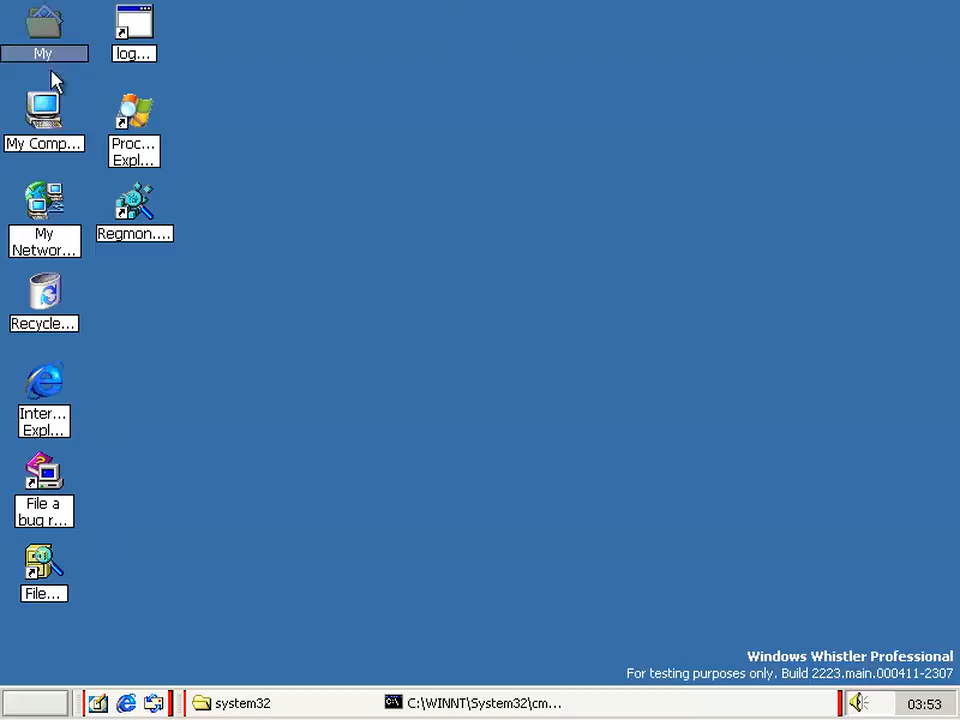 My
log...
My Comp...
Proc...
Expl...
My
Networ...
Regmon....
Recycle...
Inter...
Expl...
File a
bug r...
File...
Windows Whistler Professional
For testing purposes only. Build 2223.main.000411-2307
system32
C:\WINNT\System32\cm...
03:53